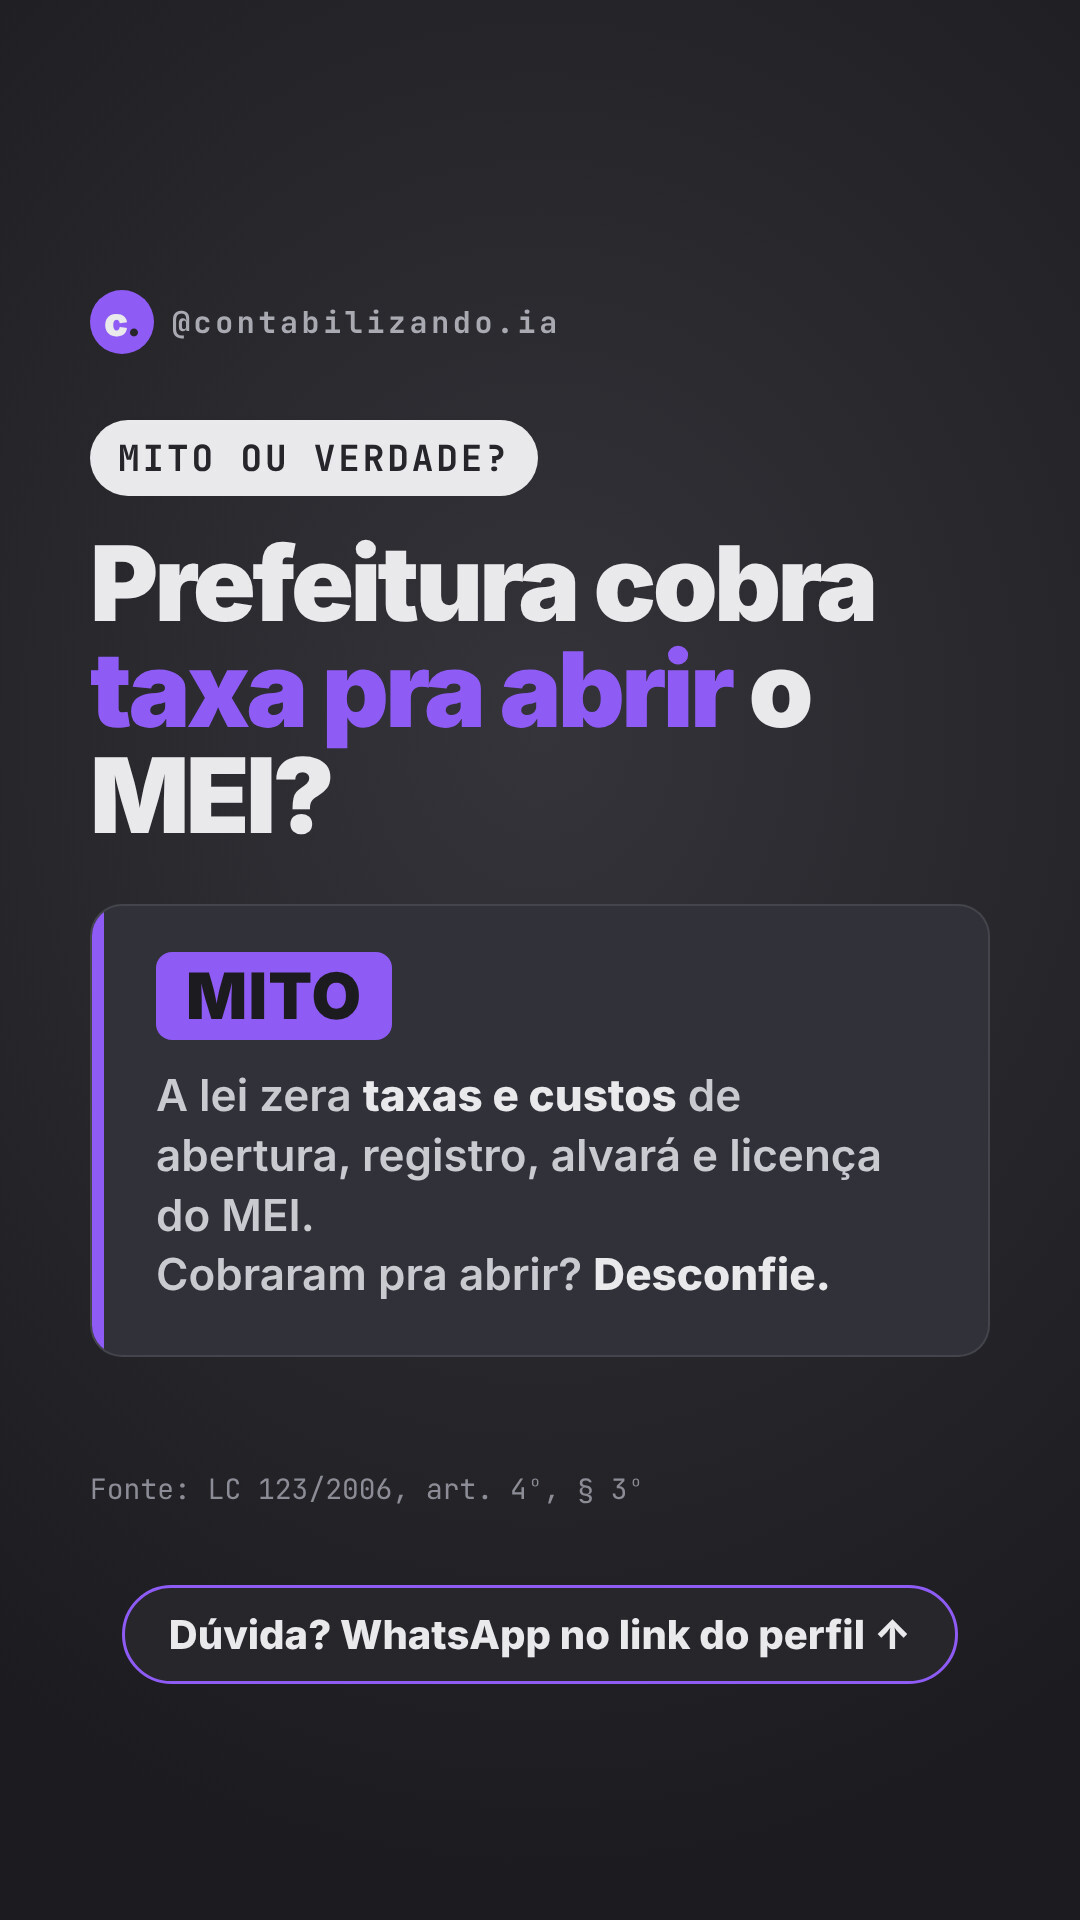 c. @contabilizando.ia
MITO OU VERDADE?
Prefeitura cobra
taxa pra abrir o
MEI?
MITO
A lei zera taxas e custos de
abertura, registro, alvará e licença
do MEI.
Cobraram pra abrir? Desconfie.
Fonte: LC 123/2006, art. 4º, § 3º
Dúvida? WhatsApp no link do perfil ↑